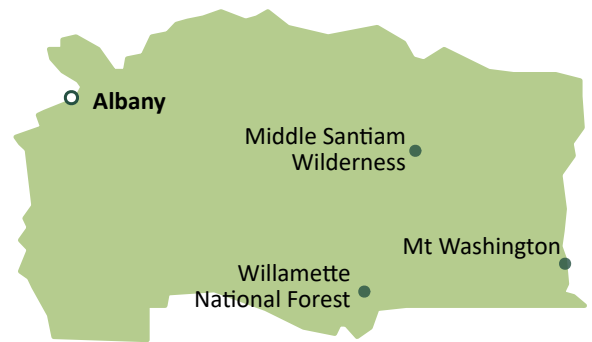 Albany
Middle Santiam
Wilderness
Mt Washington
Willamette
National Forest